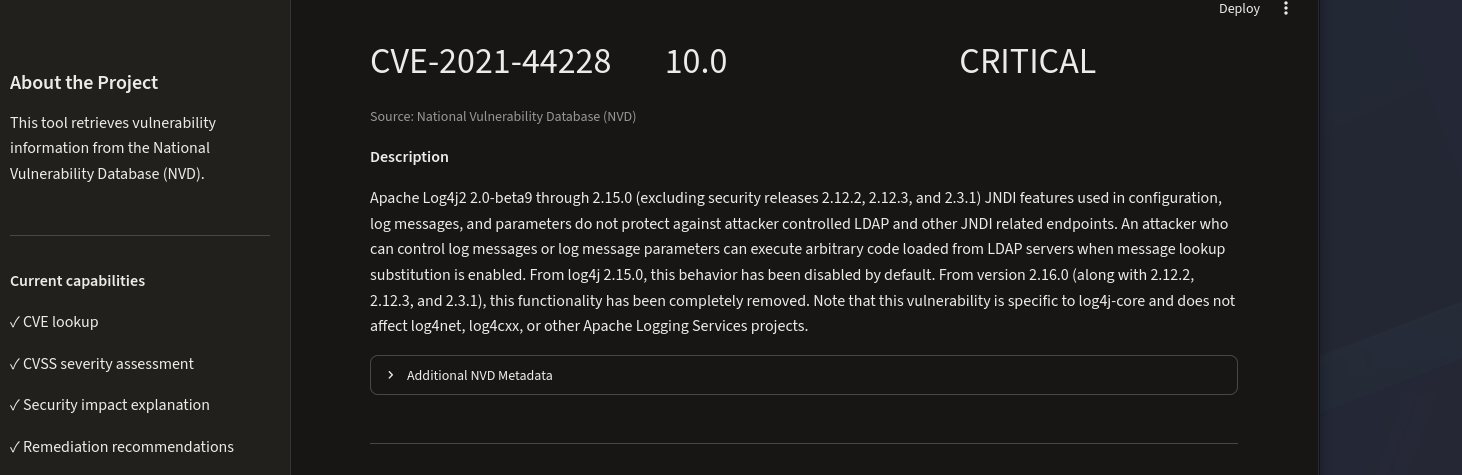 Deploy
About the Project
This tool retrieves vulnerability
information from the National
Vulnerability Database (NVD).
Current capabilities
✓ CVE lookup
✓ CVSS severity assessment
✓ Security impact explanation
✓ Remediation recommendations
CVE-2021-44228 10.0 CRITICAL
Source: National Vulnerability Database (NVD)
Description
Apache Log4j2 2.0-beta9 through 2.15.0 (excluding security releases 2.12.2, 2.12.3, and 2.3.1) JNDI features used in configuration,
log messages, and parameters do not protect against attacker controlled LDAP and other JNDI related endpoints. An attacker who
can control log messages or log message parameters can execute arbitrary code loaded from LDAP servers when message lookup
substitution is enabled. From log4j 2.15.0, this behavior has been disabled by default. From version 2.16.0 (along with 2.12.2,
2.12.3, and 2.3.1), this functionality has been completely removed. Note that this vulnerability is specific to log4j-core and does not
affect log4net, log4cxx, or other Apache Logging Services projects.
Additional NVD Metadata